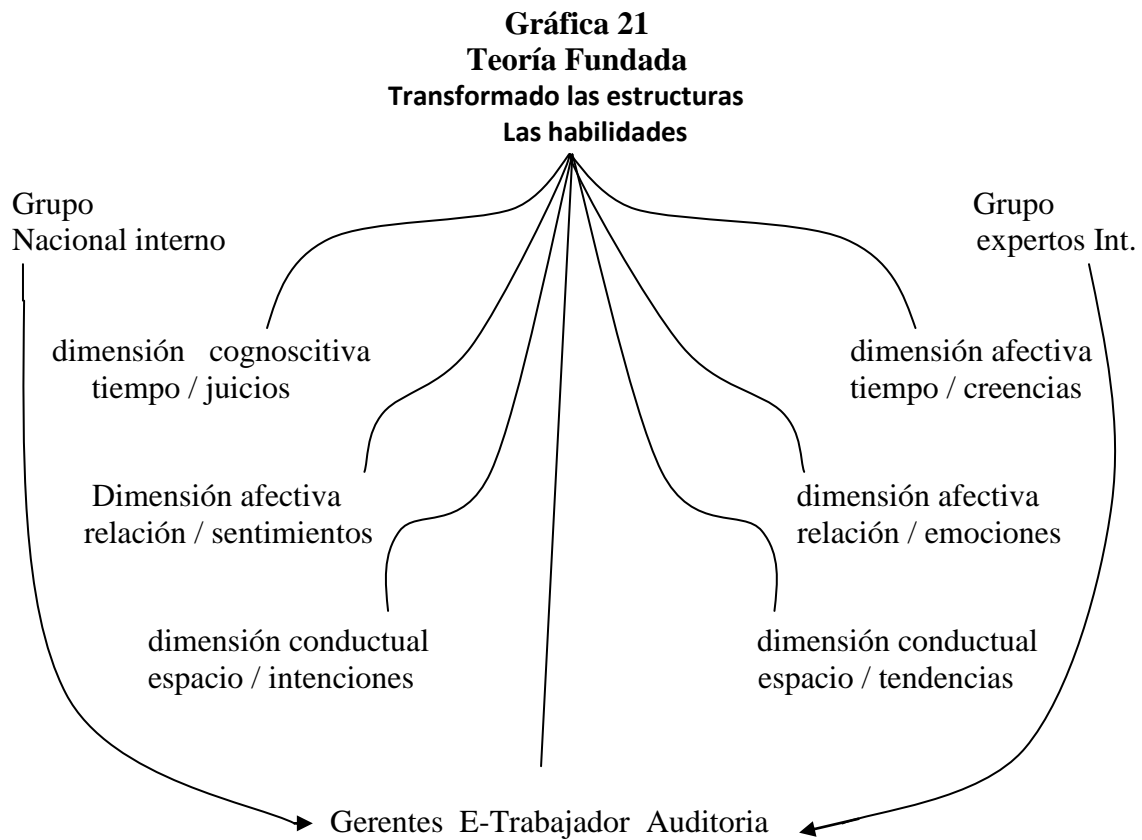 Gráfica 21
Teoría Fundada
Transformado las estructuras
Las habilidades
Grupo
Nacional interno
Grupo
expertos Int.
dimensión cognoscitiva
tiempo / juicios
dimensión afectiva
tiempo / creencias
Dimensión afectiva
relación / sentimientos
dimensión afectiva
relación / emociones
dimensión conductual
espacio / intenciones
dimensión conductual
espacio / tendencias
Gerentes E-Trabajador Auditoria